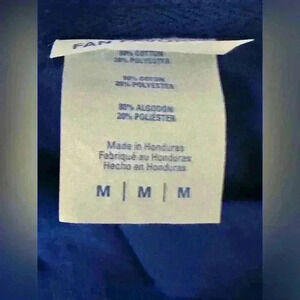 FAN
80% COTTON
20% POLYESTER
80% COTON
20% POLYESTER
80% ALGODON
20% POLIESTER
Made in Honduras
Fabriqué au Honduras
Hecho en Honduras
M | M | M